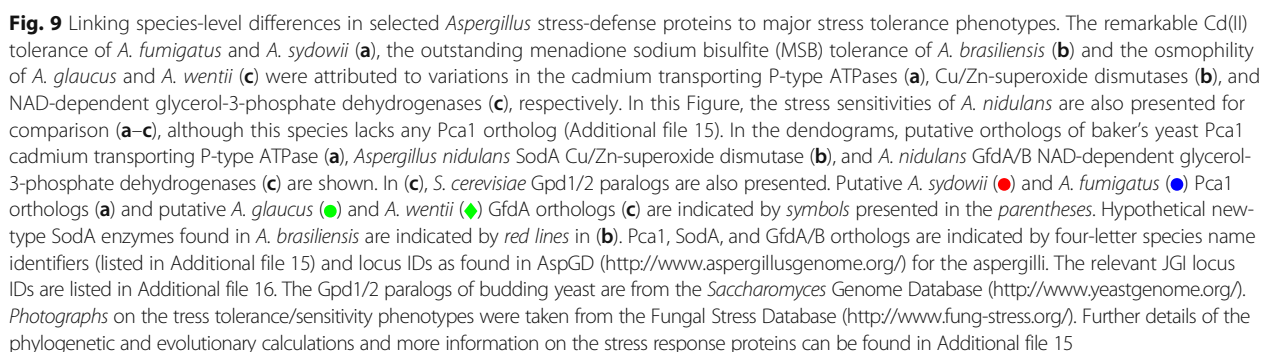 Fig. 9 Linking species-level differences in selected Aspergillus stress-defense proteins to major stress tolerance phenotypes. The remarkable Cd(II)
tolerance of A. fumigatus and A. sydowii (a), the outstanding menadione sodium bisulfite (MSB) tolerance of A. brasiliensis (b) and the osmophility
of A. glaucus and A. wentii (c) were attributed to variations in the cadmium transporting P-type ATPases (a), Cu/Zn-superoxide dismutases (b), and
NAD-dependent glycerol-3-phosphate dehydrogenases (c), respectively. In this Figure, the stress sensitivities of A. nidulans are also presented for
comparison (a–c), although this species lacks any Pca1 ortholog (Additional file 15). In the dendograms, putative orthologs of baker's yeast Pca1
cadmium transporting P-type ATPase (a), Aspergillus nidulans SodA Cu/Zn-superoxide dismutase (b), and A. nidulans GfdA/B NAD-dependent glycerol-
3-phosphate dehydrogenases (c) are shown. In (c), S. cerevisiae Gpd1/2 paralogs are also presented. Putative A. sydowii (●) and A. fumigatus (●) Pca1
orthologs (a) and putative A. glaucus (●) and A. wentii (♦) GfdA orthologs (c) are indicated by symbols presented in the parentheses. Hypothetical new-
type SodA enzymes found in A. brasiliensis are indicated by red lines in (b). Pca1, SodA, and GfdA/B orthologs are indicated by four-letter species name
identifiers (listed in Additional file 15) and locus IDs as found in AspGD (http://www.aspergillusgenome.org/) for the aspergilli. The relevant JGI locus
IDs are listed in Additional file 16. The Gpd1/2 paralogs of budding yeast are from the Saccharomyces Genome Database (http://www.yeastgenome.org/).
Photographs on the tress tolerance/sensitivity phenotypes were taken from the Fungal Stress Database (http://www.fung-stress.org/). Further details of the
phylogenetic and evolutionary calculations and more information on the stress response proteins can be found in Additional file 15